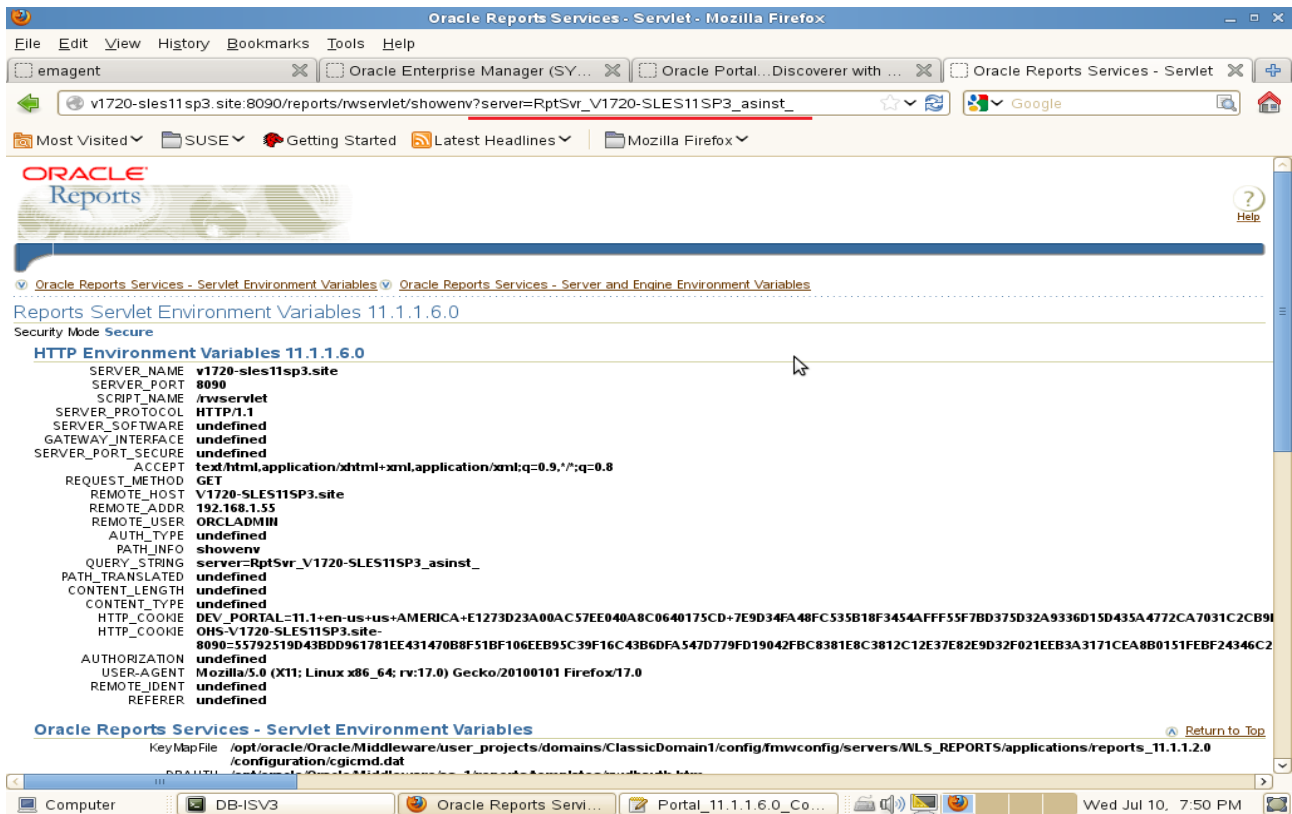 Oracle Reports Services - Servlet - Mozilla Firefox
File Edit View History Bookmarks Tools Help
emagent Oracle Enterprise Manager (SY... Oracle Portal...Discoverer with ... Oracle Reports Services - Servlet
v1720-sles11sp3.site:8090/reports/rwservlet/showenv?server=RptSvr_V1720-SLES11SP3_asinst_ Google
Most Visited SUSE Getting Started Latest Headlines Mozilla Firefox
ORACLE
Reports
?
Help
Oracle Reports Services - Servlet Environment Variables Oracle Reports Services - Server and Engine Environment Variables
Reports Servlet Environment Variables 11.1.1.6.0
Security Mode Secure
HTTP Environment Variables 11.1.1.6.0
SERVER_NAME v1720-sles11sp3.site
SERVER_PORT 8090
SCRIPT_NAME /rwservlet
SERVER_PROTOCOL HTTP/1.1
SERVER_SOFTWARE undefined
GATEWAY_INTERFACE undefined
SERVER_PORT_SECURE undefined
ACCEPT text/html,application/xhtml+xml,application/xml;q=0.9,*/*;q=0.8
REQUEST_METHOD GET
REMOTE_HOST V1720-SLES11SP3.site
REMOTE_ADDR 192.168.1.55
REMOTE_USER ORCLADMIN
AUTH_TYPE undefined
PATH_INFO showenv
QUERY_STRING server=RptSvr_V1720-SLES11SP3_asinst_
PATH_TRANSLATED undefined
CONTENT_LENGTH undefined
CONTENT_TYPE undefined
HTTP_COOKIE DEV_PORTAL=11.1+en-us+us+AMERICA+E1273D23A00AC57EE040A8C0640175CD+7E9D34FA48FC535B18F3454AFFF55F7BD375D32A9336D15D435A4772CA7031C2CB9
HTTP_COOKIE OHS-V1720-SLES11SP3.site-
8090=55792519D43BDD961781EE431470B8F51BF106EEB95C39F16C43B6DFA547D779FD19042FBC8381E8C3812C12E37E82E9D32F021EEB3A3171CEA8B0151FEBF24346C2
AUTHORIZATION undefined
USER-AGENT Mozilla/5.0 (X11; Linux x86_64; rv:17.0) Gecko/20100101 Firefox/17.0
REMOTE_IDENT undefined
REFERER undefined
Oracle Reports Services - Servlet Environment Variables Return to Top
KeyMapFile /opt/oracle/Oracle/Middleware/user_projects/domains/ClassicDomain1/config/fmwconfig/servers/WLS_REPORTS/applications/reports_11.1.1.2.0
/configuration/cgicmd.dat
Computer DB-ISV3 Oracle Reports Servi... Portal_11.1.1.6.0_Co... Wed Jul 10, 7:50 PM